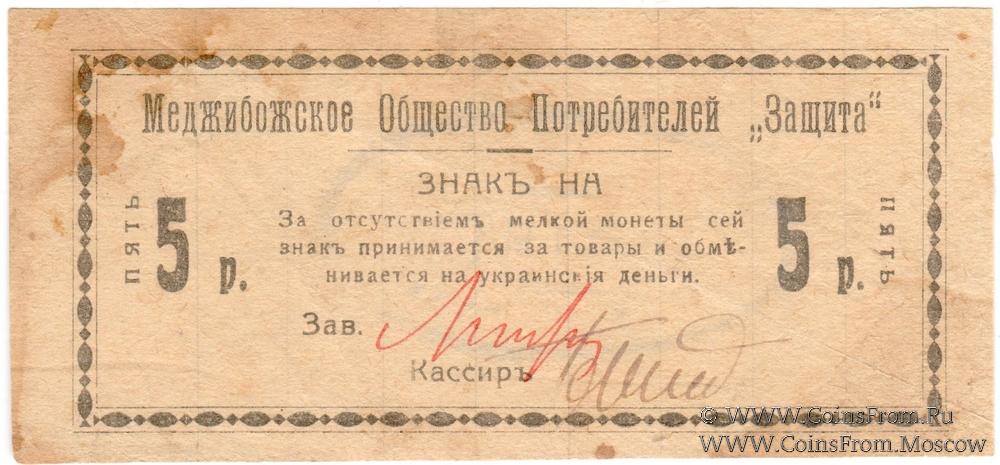 Меджибожское Общество Потребителей „Защита“
ЗНАКЪ НА
ПЯТЬ
5 р.
За отсутствіемъ мелкой монеты сей
знакъ принимается за товары и обмѣ-
нивается на украинскія деньги.
5 р.
ПЯТЬ
Зав.
Кассиръ
© WWW.CoinsFrom.Ru
WWW.CoinsFrom.Moscow